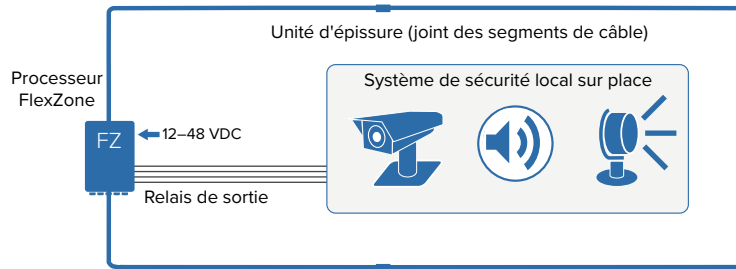 Unité d'épissure (joint des segments de câble)
Processeur
FlexZone
Système de sécurité local sur place
FZ
12–48 VDC
Relais de sortie